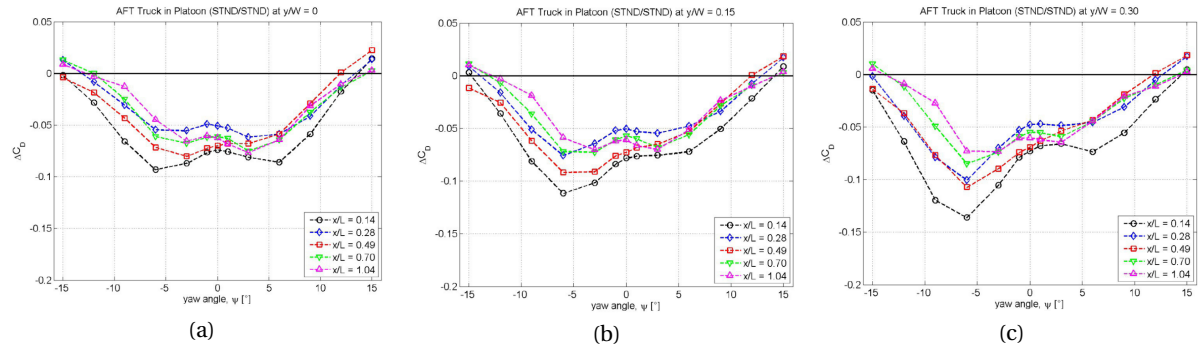 AFT Truck in Platoon (STND/STND) at y/W = 0
0.05
0
-0.05
-0.1
-0.15
-0.2
ΔC_D
-15 -10 -5 0 5 10 15
yaw angle, ψ [°]
x/L = 0.14
x/L = 0.28
x/L = 0.49
x/L = 0.70
x/L = 1.04
(a)
AFT Truck in Platoon (STND/STND) at y/W = 0.15
0.05
0
-0.05
-0.1
-0.15
-0.2
ΔC_D
-15 -10 -5 0 5 10 15
yaw angle, ψ [°]
x/L = 0.14
x/L = 0.28
x/L = 0.49
x/L = 0.70
x/L = 1.04
(b)
AFT Truck in Platoon (STND/STND) at y/W = 0.30
0.05
0
-0.05
-0.1
-0.15
-0.2
ΔC_D
-15 -10 -5 0 5 10 15
yaw angle, ψ [°]
x/L = 0.14
x/L = 0.28
x/L = 0.49
x/L = 0.70
x/L = 1.04
(c)